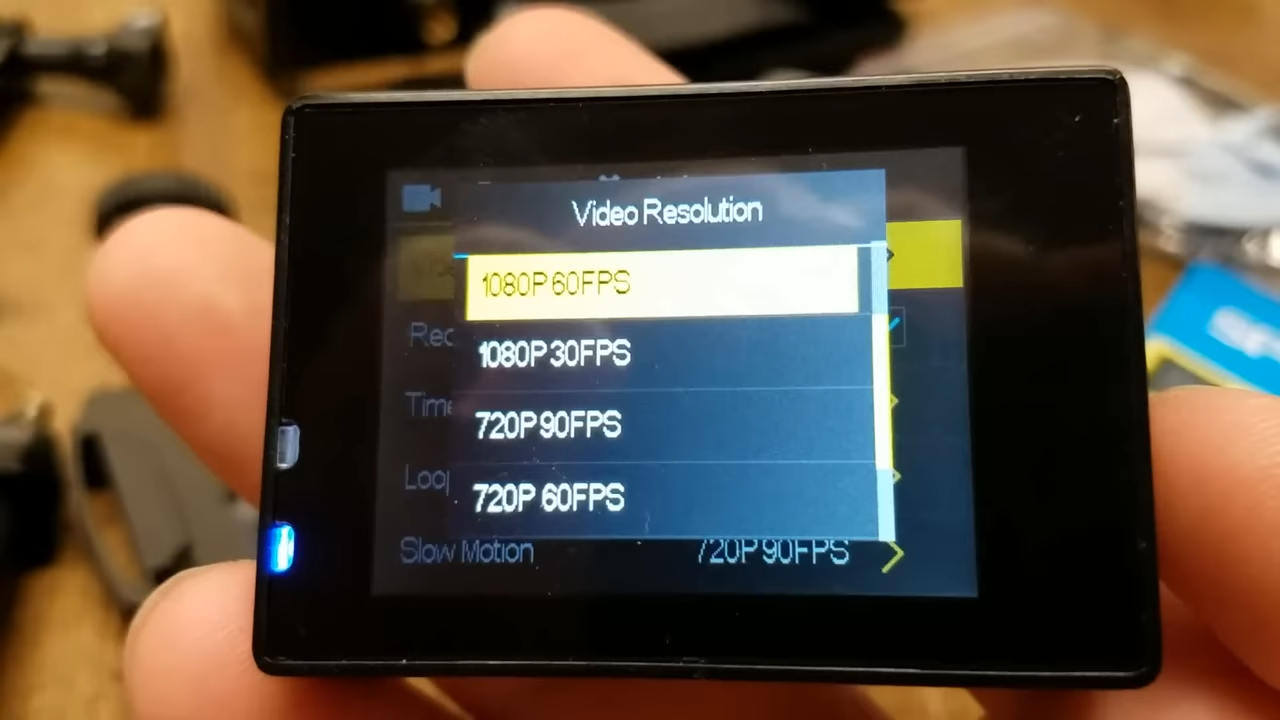 Video Resolution
1080P 60FPS
1080P 30FPS
720P 90FPS
720P 60FPS
Slow Motion 720P 90FPS